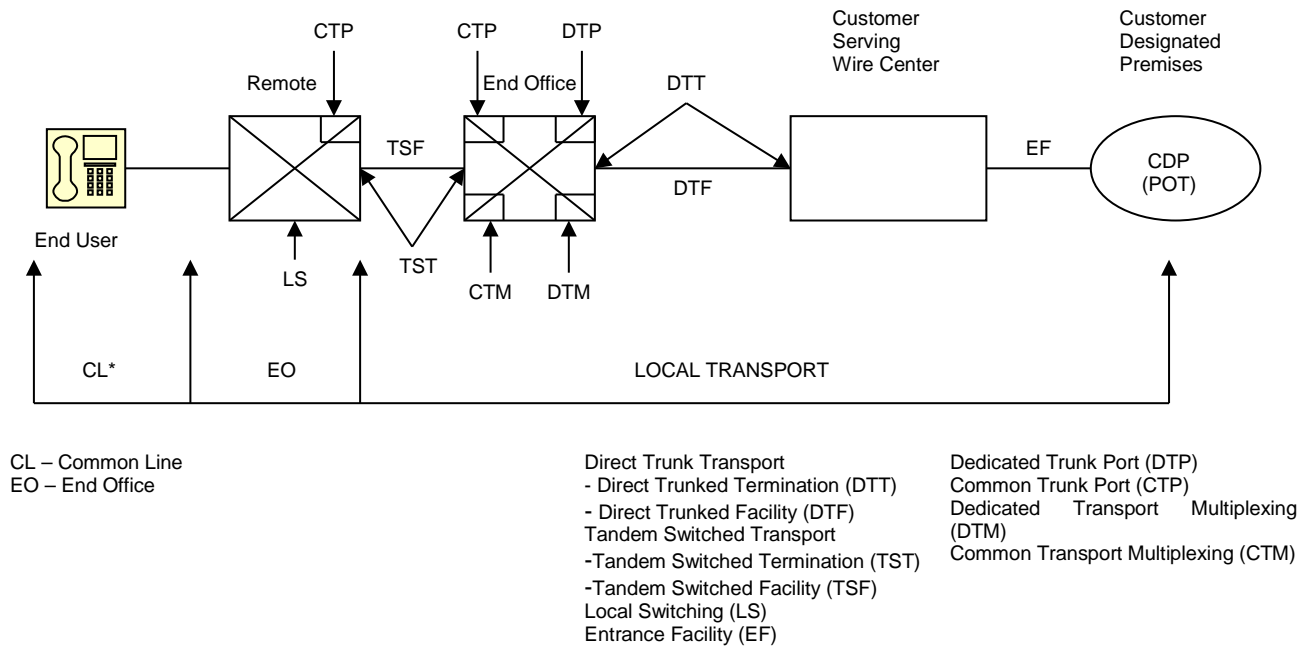 CTP
CTP
DTP
Customer
Serving
Wire Center
Customer
Designated
Premises
Remote
End Office
DTT
TSF
DTF
EF
CDP
(POT)
End User
LS
TST
CTM
DTM
CL*
EO
LOCAL TRANSPORT
CL – Common Line
EO – End Office
Direct Trunk Transport
- Direct Trunked Termination (DTT)
- Direct Trunked Facility (DTF)
Tandem Switched Transport
-Tandem Switched Termination (TST)
-Tandem Switched Facility (TSF)
Local Switching (LS)
Entrance Facility (EF)
Dedicated Trunk Port (DTP)
Common Trunk Port (CTP)
Dedicated Transport Multiplexing
(DTM)
Common Transport Multiplexing (CTM)